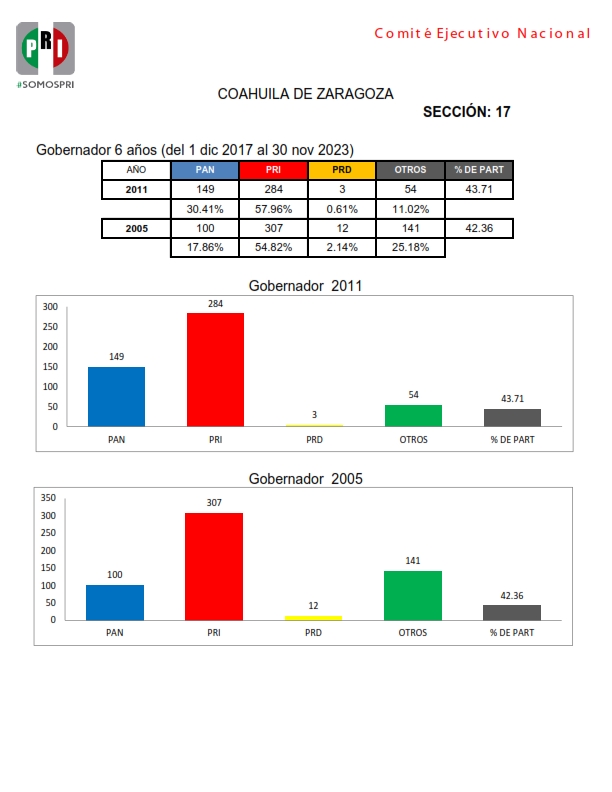 PRI
#SOMOSPRI
Comité Ejecutivo Nacional
COAHUILA DE ZARAGOZA
SECCIÓN: 17
Gobernador 6 años (del 1 dic 2017 al 30 nov 2023)
AÑO PAN PRI PRD OTROS % DE PART
2011 149 284 3 54 43.71
30.41% 57.96% 0.61% 11.02%
2005 100 307 12 141 42.36
17.86% 54.82% 2.14% 25.18%
Gobernador 2011
300
250
200
150
100
50
0
149
284
3
54
43.71
PAN PRI PRD OTROS % DE PART
Gobernador 2005
350
300
250
200
150
100
50
0
100
307
12
141
42.36
PAN PRI PRD OTROS % DE PART